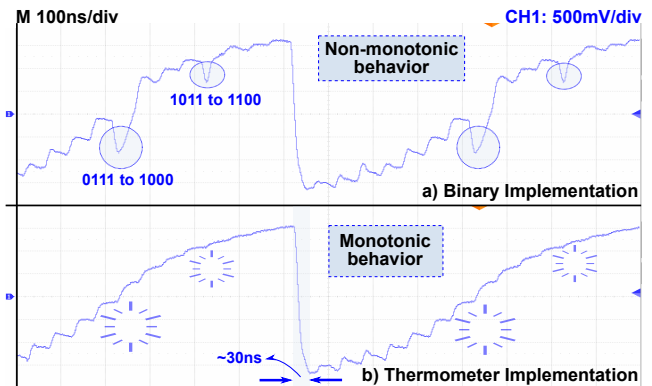 M 100ns/div
CH1: 500mV/div
Non-monotonic
behavior
1011 to 1100
0111 to 1000
a) Binary Implementation
Monotonic
behavior
~30ns
b) Thermometer Implementation